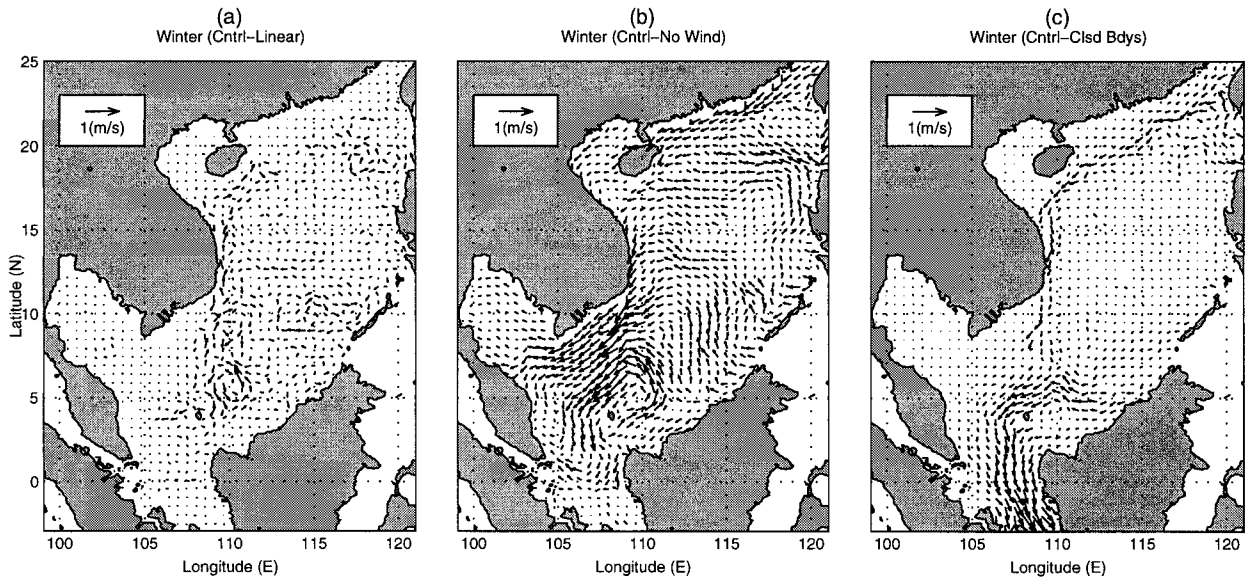 (a)
Winter (Cntrl−Linear)
(b)
Winter (Cntrl−No Wind)
(c)
Winter (Cntrl−Clsd Bdys)
25
20
15
10
5
0
Latitude (N)
1(m/s)
1(m/s)
1(m/s)
100 105 110 115 120
100 105 110 115 120
100 105 110 115 120
Longitude (E)
Longitude (E)
Longitude (E)